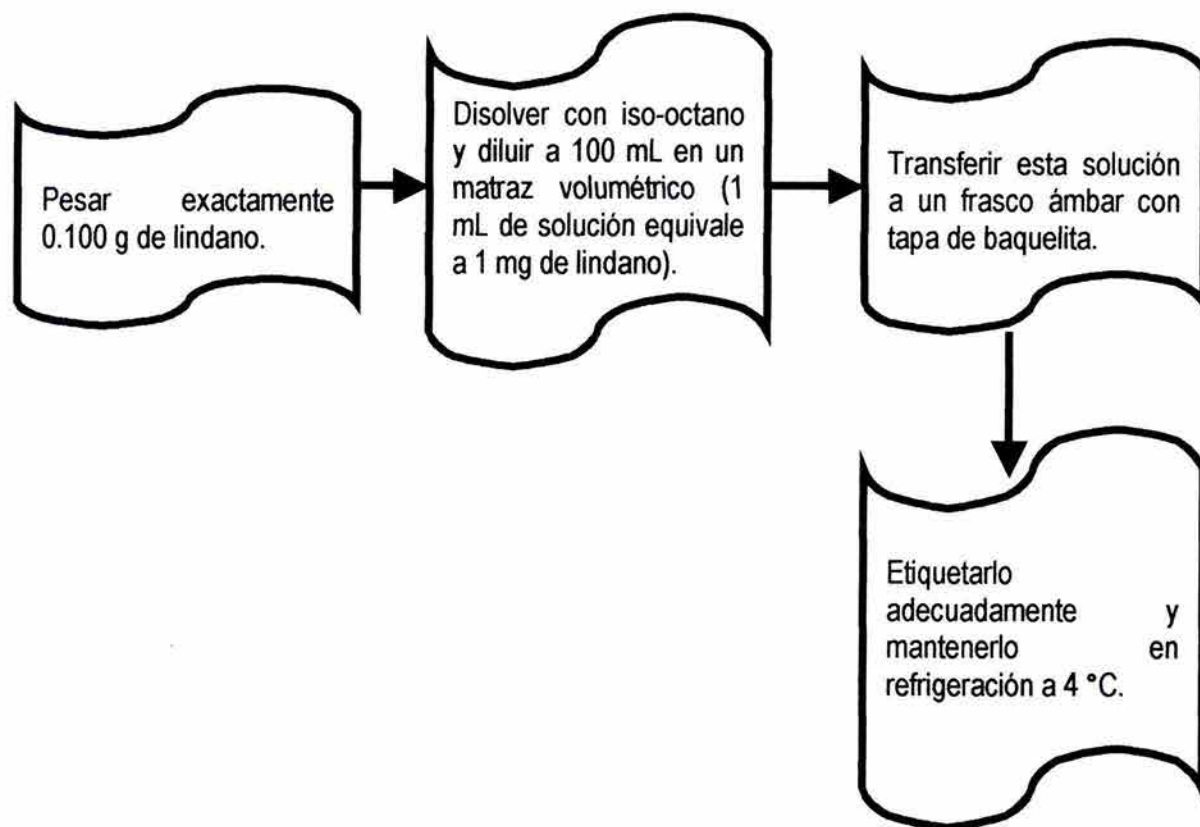 Pesar exactamente
0.100 g de lindano.
Disolver con iso-octano
y diluir a 100 mL en un
matraz volumétrico (1
mL de solución equivale
a 1 mg de lindano).
Transferir esta solución
a un frasco ámbar con
tapa de baquelita.
Etiquetarlo
adecuadamente y
mantenerlo en
refrigeración a 4 °C.